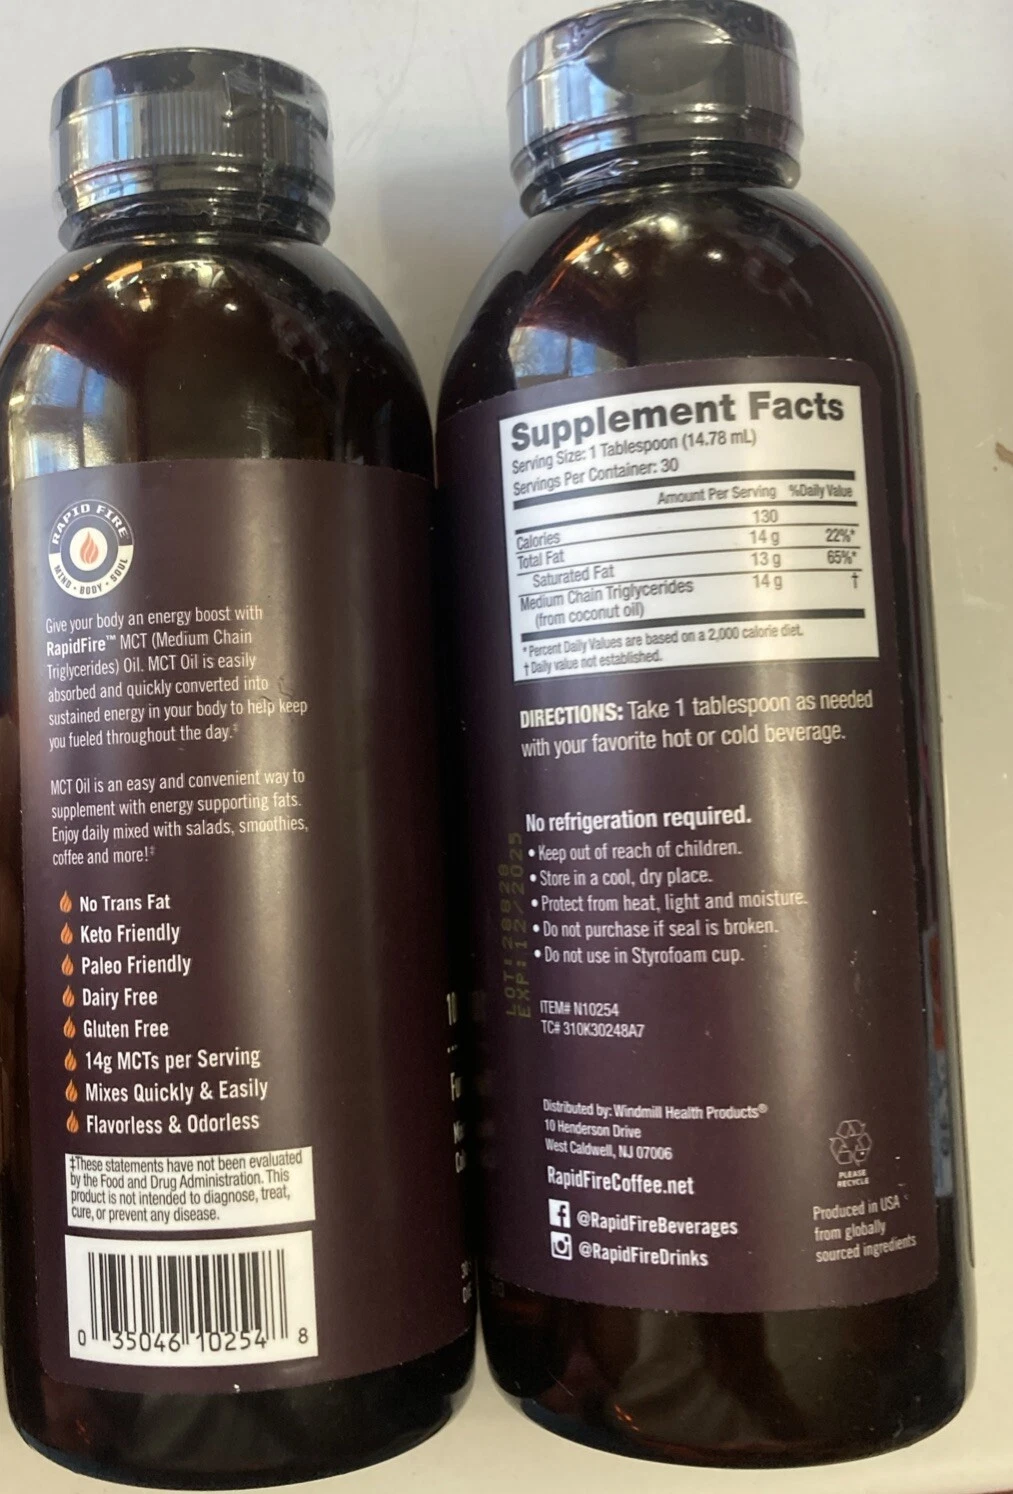 RAPID FIRE
MIND • BODY • SOUL
Give your body an energy boost with
RapidFire™ MCT (Medium Chain
Triglycerides) Oil. MCT Oil is easily
absorbed and quickly converted into
sustained energy in your body to help keep
you fueled throughout the day.‡
MCT Oil is an easy and convenient way to
supplement with energy supporting fats.
Enjoy daily mixed with salads, smoothies,
coffee and more!‡
No Trans Fat
Keto Friendly
Paleo Friendly
Dairy Free
Gluten Free
14g MCTs per Serving
Mixes Quickly & Easily
Flavorless & Odorless
‡These statements have not been evaluated
by the Food and Drug Administration. This
product is not intended to diagnose, treat,
cure, or prevent any disease.
0 35046 10254 8
Supplement Facts
Serving Size: 1 Tablespoon (14.78 mL)
Servings Per Container: 30
Amount Per Serving %Daily Value
Calories 130
Total Fat 14 g 22%*
Saturated Fat 13 g 65%*
Medium Chain Triglycerides 14 g †
(from coconut oil)
* Percent Daily Values are based on a 2,000 calorie diet.
† Daily value not established.
DIRECTIONS: Take 1 tablespoon as needed
with your favorite hot or cold beverage.
No refrigeration required.
• Keep out of reach of children.
• Store in a cool, dry place.
• Protect from heat, light and moisture.
• Do not purchase if seal is broken.
• Do not use in Styrofoam cup.
LOT: 28828
EXP: 12/2025
ITEM# N10254
TC# 310K30248A7
Distributed by: Windmill Health Products®
10 Henderson Drive
West Caldwell, NJ 07006
RapidFireCoffee.net
@RapidFireBeverages
@RapidFireDrinks
PLEASE
RECYCLE
Produced in USA
from globally
sourced ingredients